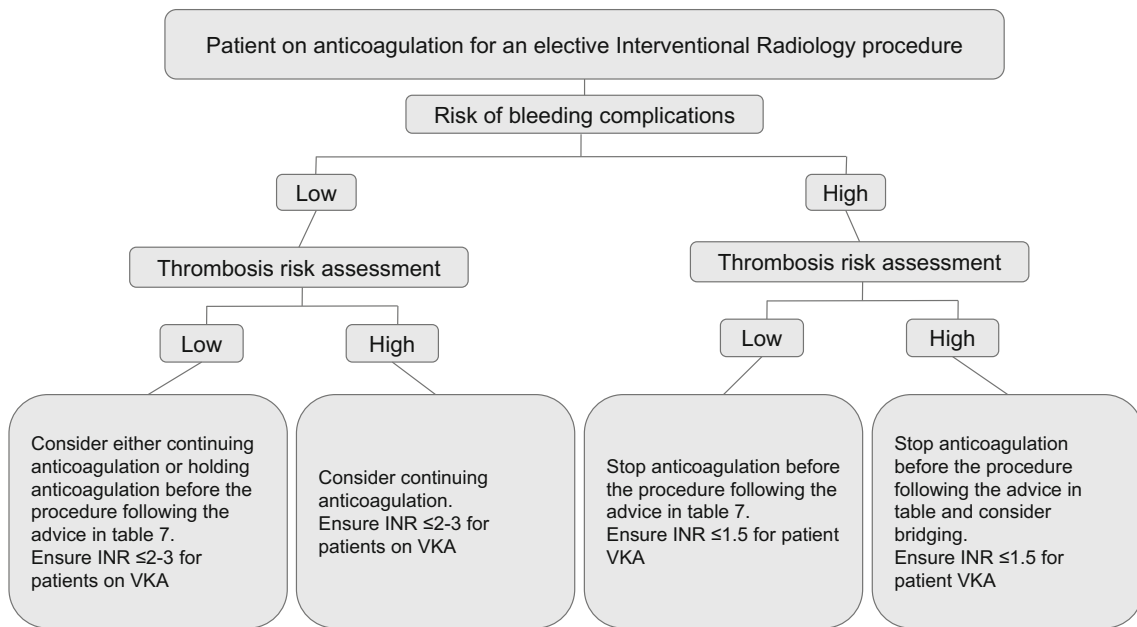 Patient on anticoagulation for an elective Interventional Radiology procedure
Risk of bleeding complications
Low
High
Thrombosis risk assessment
Thrombosis risk assessment
Low
High
Low
High
Consider either continuing
anticoagulation or holding
anticoagulation before the
procedure following the
advice in table 7.
Ensure INR ≤2-3 for
patients on VKA
Consider continuing
anticoagulation.
Ensure INR ≤2-3 for
patients on VKA
Stop anticoagulation before
the procedure following the
advice in table 7.
Ensure INR ≤1.5 for patient
VKA
Stop anticoagulation
before the procedure
following the advice in
table and consider
bridging.
Ensure INR ≤1.5 for
patient VKA